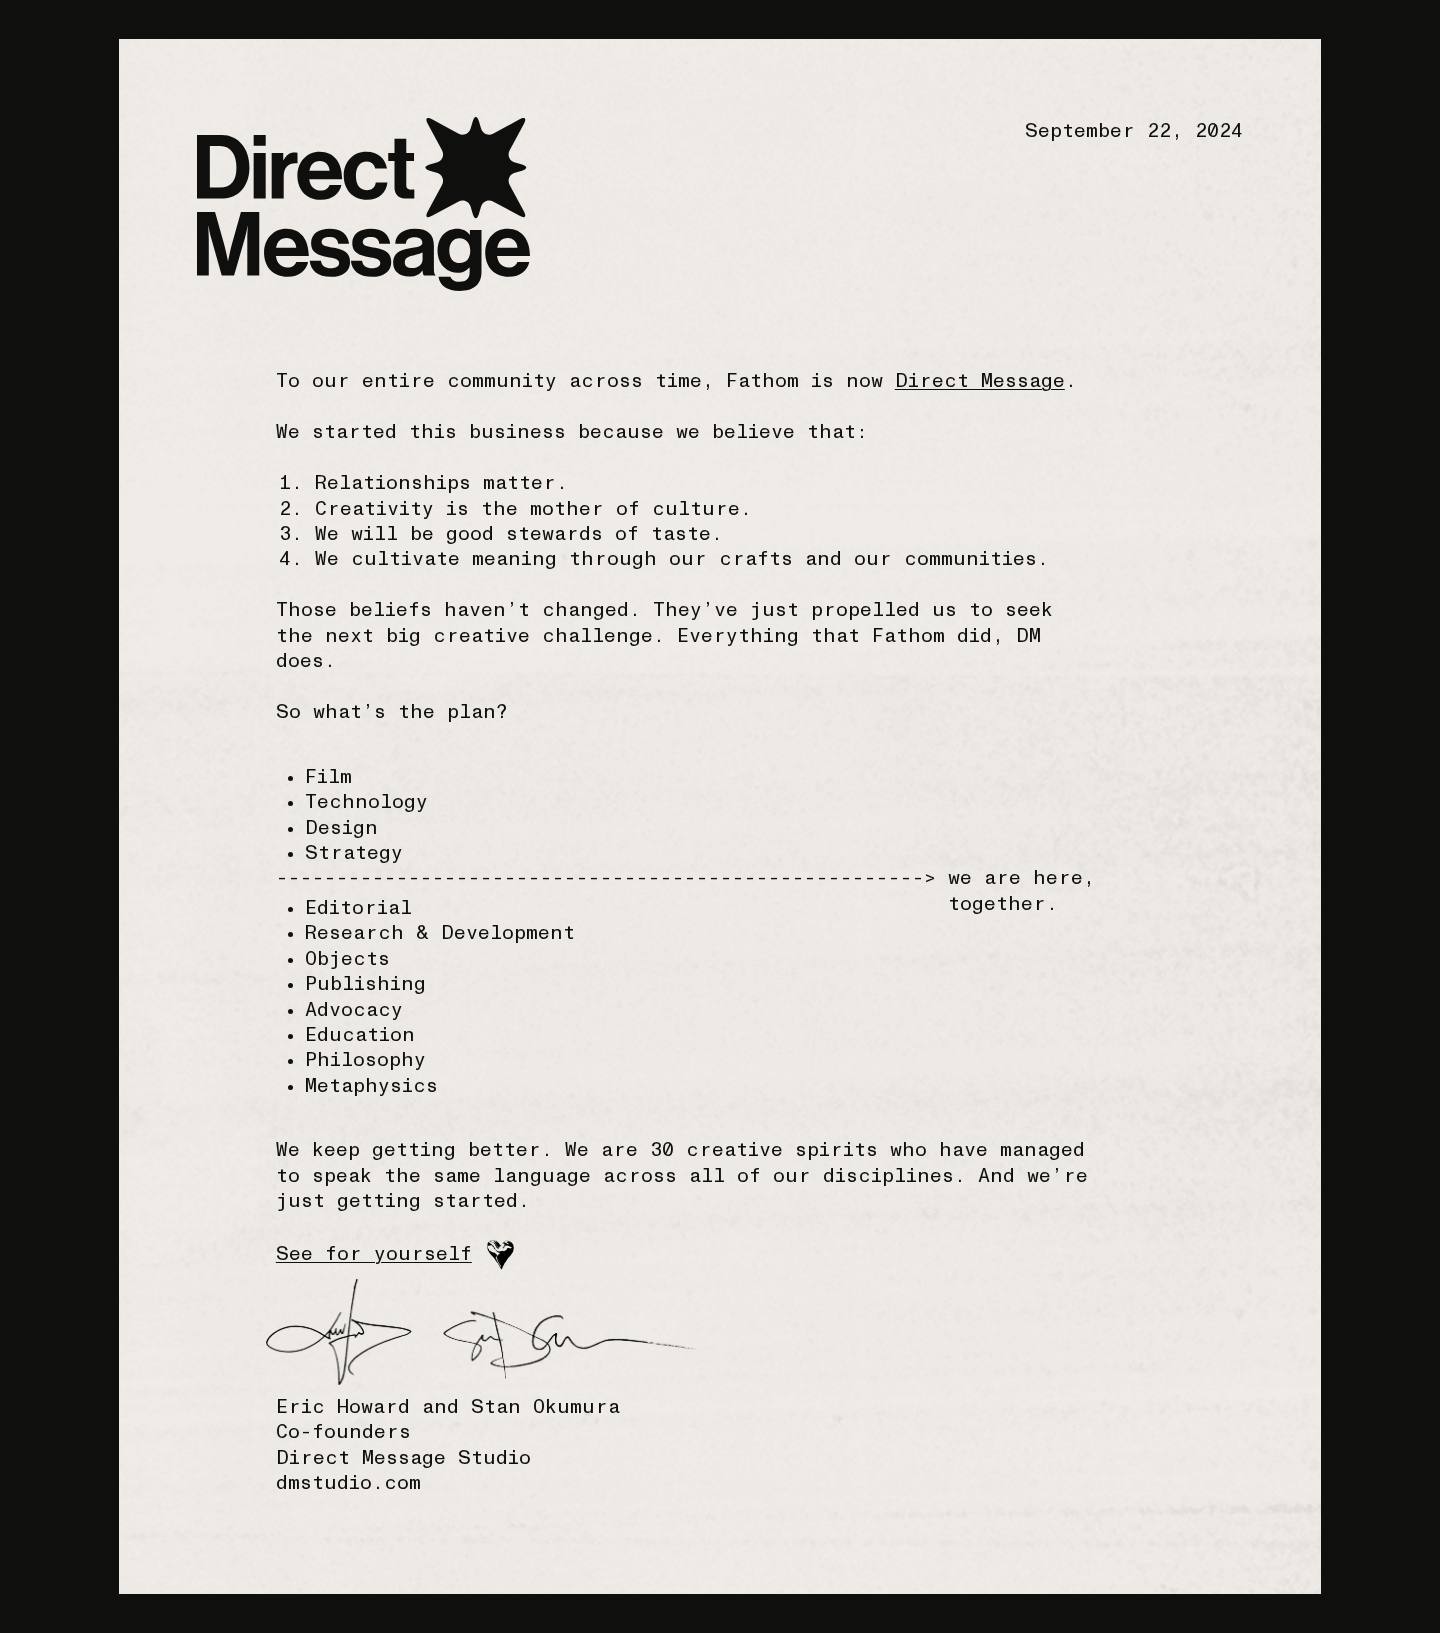 Direct
Message
September 22, 2024
To our entire community across time, Fathom is now Direct Message.
We started this business because we believe that:
1. Relationships matter.
2. Creativity is the mother of culture.
3. We will be good stewards of taste.
4. We cultivate meaning through our crafts and our communities.
Those beliefs haven’t changed. They’ve just propelled us to seek
the next big creative challenge. Everything that Fathom did, DM
does.
So what’s the plan?
• Film
• Technology
• Design
• Strategy
------------------------------------------------------> we are here,
together.
• Editorial
• Research & Development
• Objects
• Publishing
• Advocacy
• Education
• Philosophy
• Metaphysics
We keep getting better. We are 30 creative spirits who have managed
to speak the same language across all of our disciplines. And we’re
just getting started.
See for yourself
Eric Howard and Stan Okumura
Co-founders
Direct Message Studio
dmstudio.com